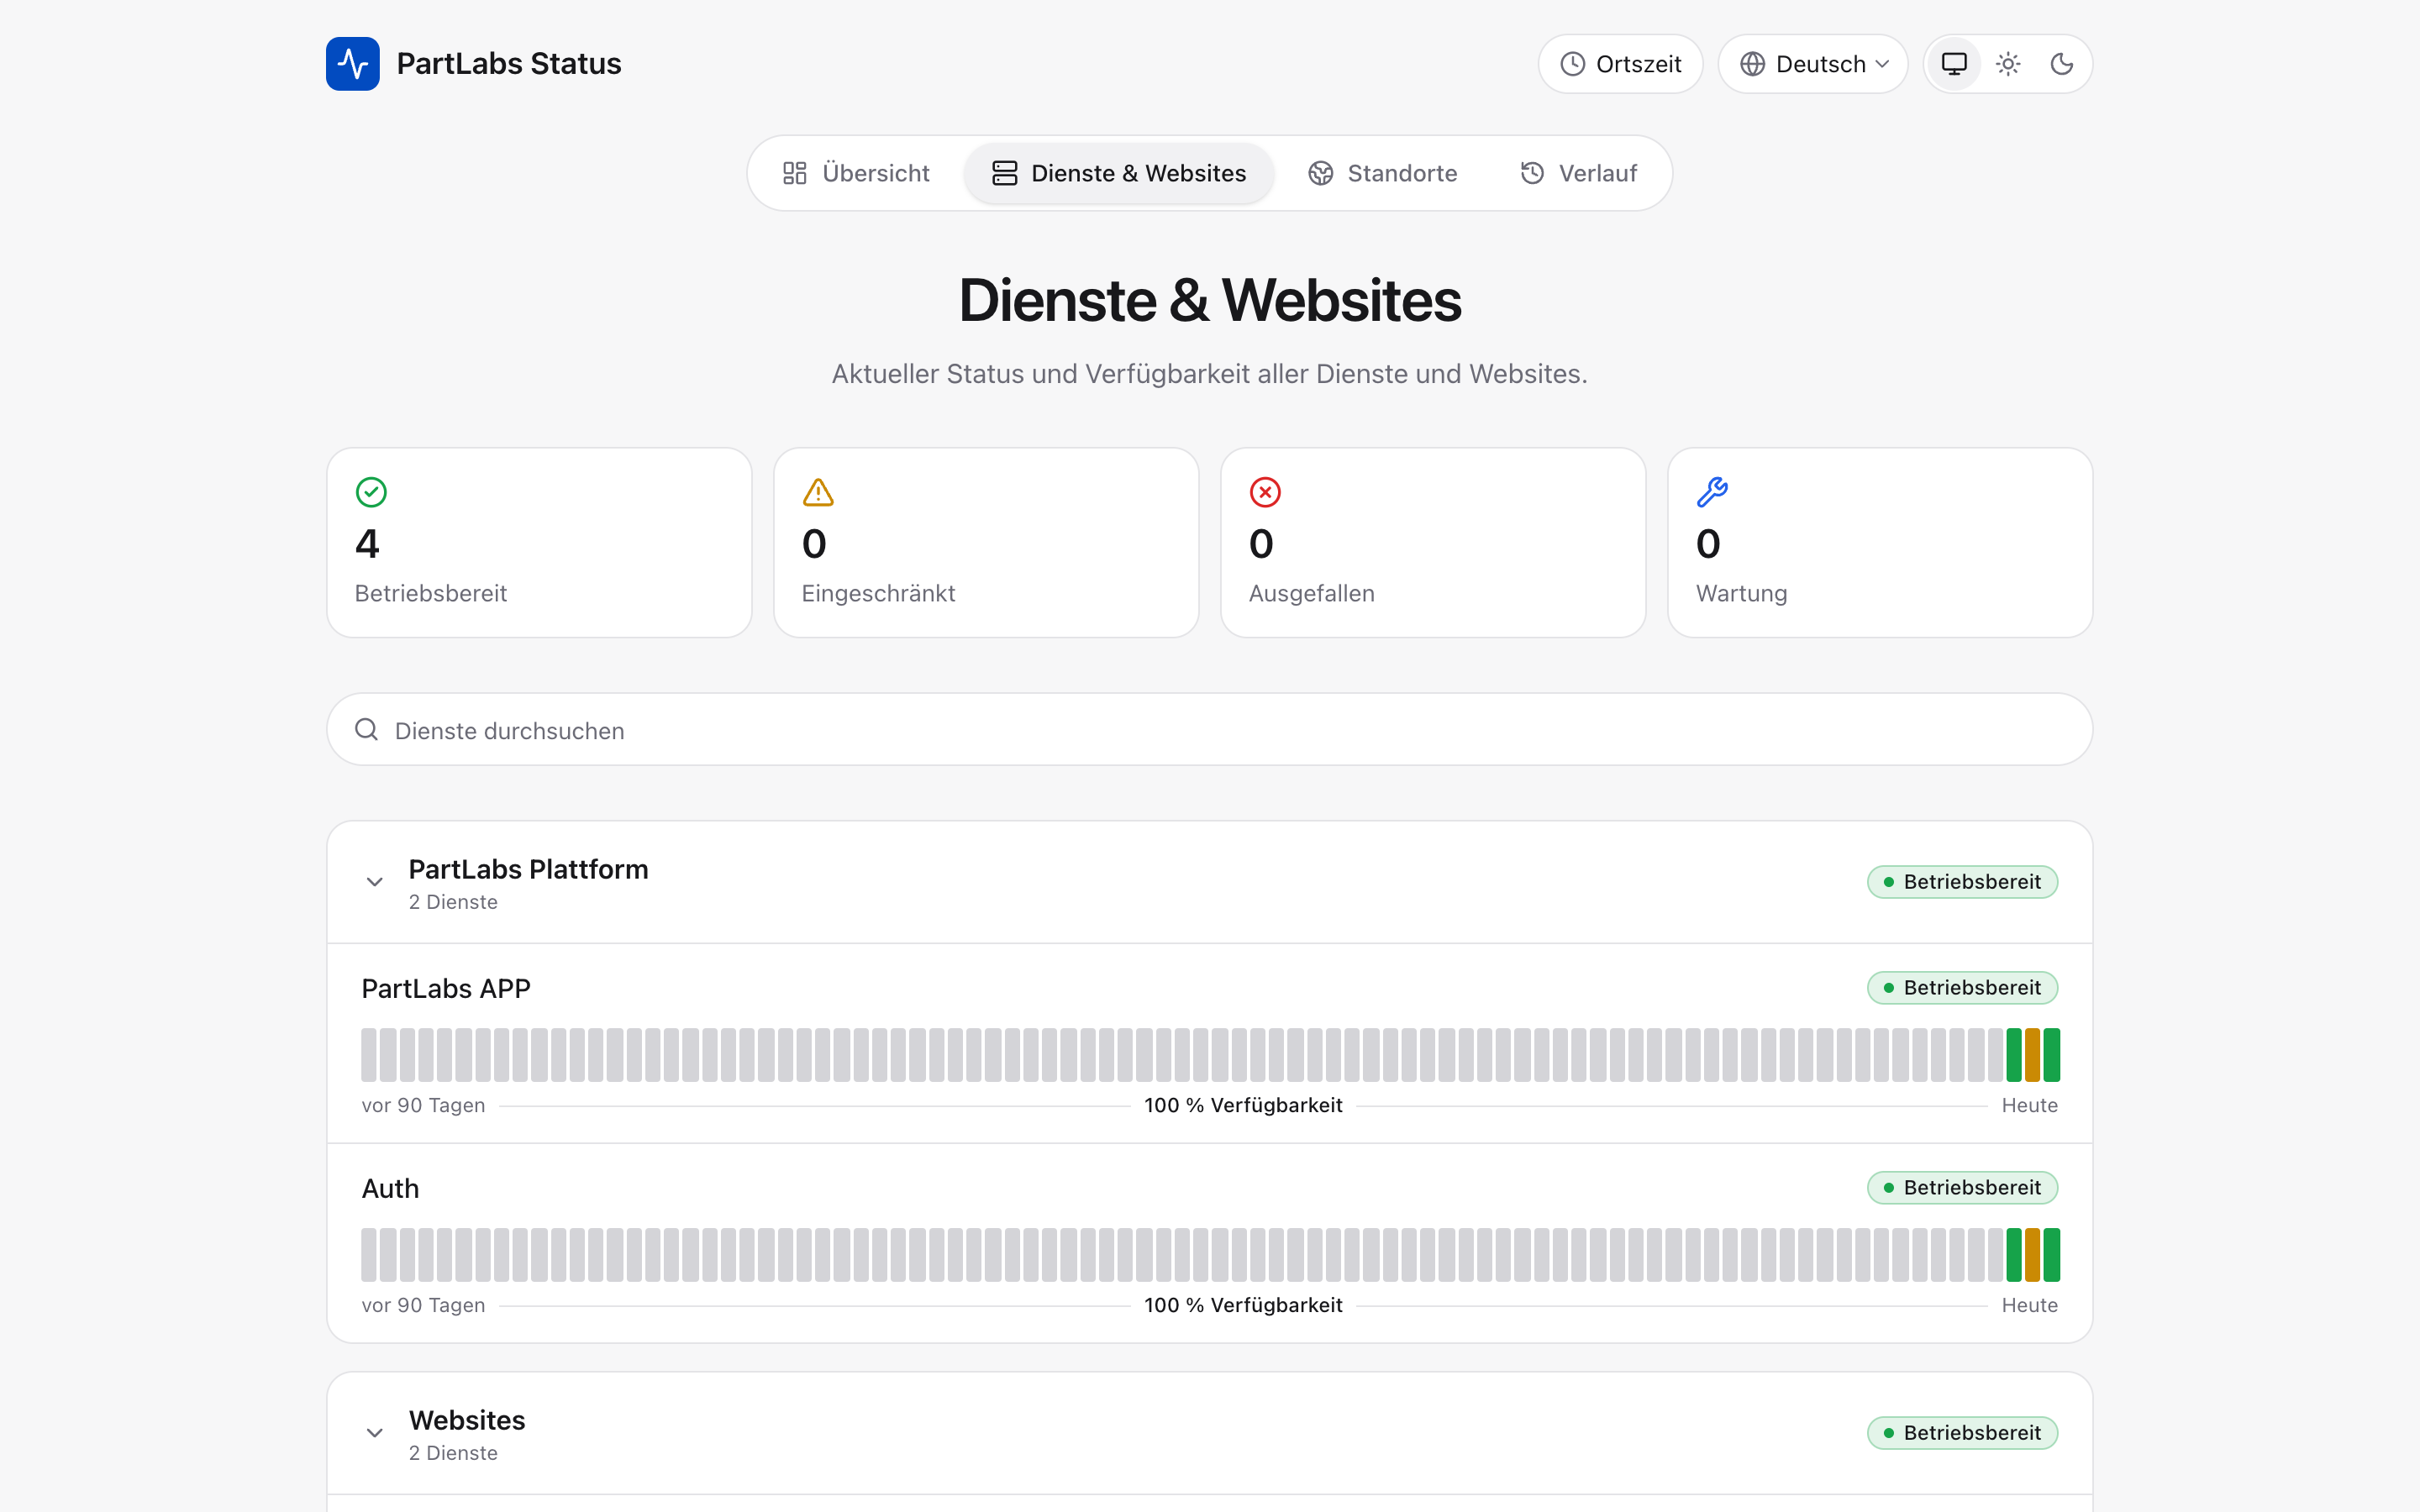 PartLabs Status
Ortszeit
Deutsch
Übersicht
Dienste & Websites
Standorte
Verlauf
Dienste & Websites
Aktueller Status und Verfügbarkeit aller Dienste und Websites.
4
Betriebsbereit
0
Eingeschränkt
0
Ausgefallen
0
Wartung
Dienste durchsuchen
PartLabs Plattform
2 Dienste
Betriebsbereit
PartLabs APP
Betriebsbereit
vor 90 Tagen
100 % Verfügbarkeit
Heute
Auth
Betriebsbereit
vor 90 Tagen
100 % Verfügbarkeit
Heute
Websites
2 Dienste
Betriebsbereit